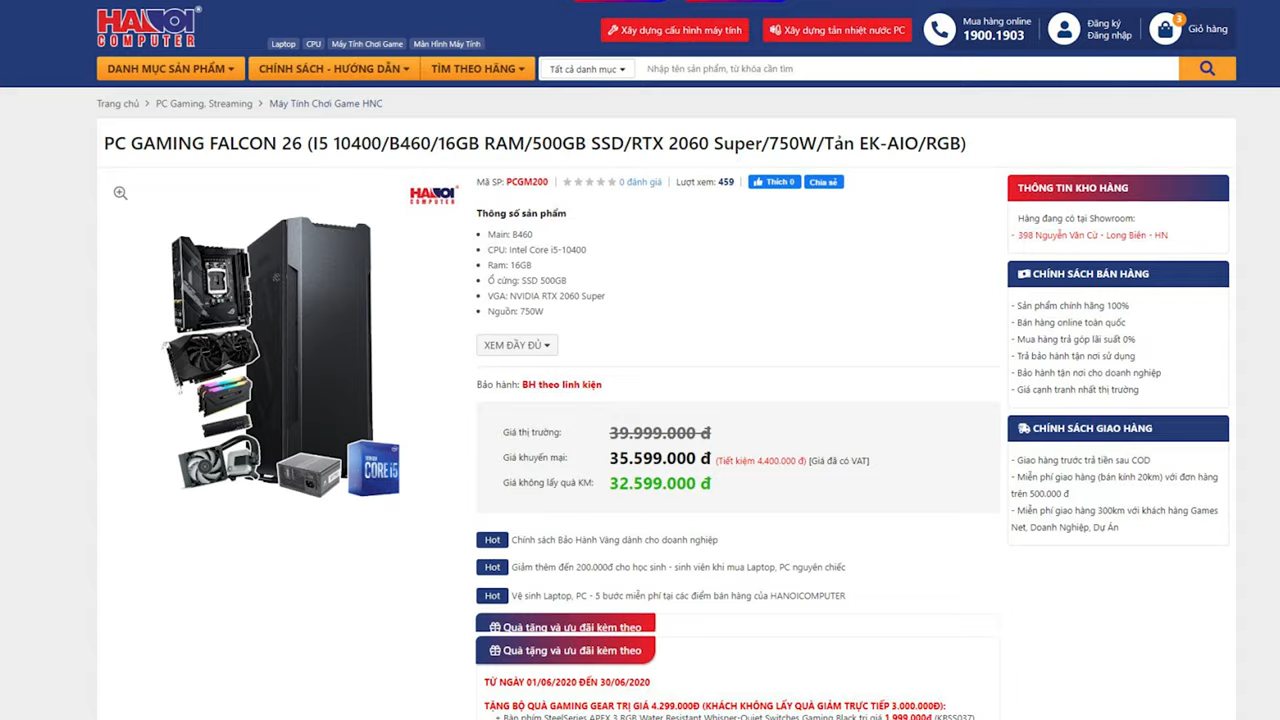 HANOI
COMPUTER
Laptop CPU Máy Tính Chơi Game Màn Hình Máy Tính
Xây dựng cấu hình máy tính
Xây dựng tản nhiệt nước PC
Mua hàng online
1900.1903
Đăng ký
Đăng nhập
3
Giỏ hàng
DANH MỤC SẢN PHẨM
CHÍNH SÁCH - HƯỚNG DẪN
TÌM THEO HÃNG
Tất cả danh mục
Nhập tên sản phẩm, từ khóa cần tìm
Trang chủ > PC Gaming, Streaming > Máy Tính Chơi Game HNC
PC GAMING FALCON 26 (I5 10400/B460/16GB RAM/500GB SSD/RTX 2060 Super/750W/Tản EK-AIO/RGB)
HANOI
COMPUTER
CORE i5
Mã SP: PCGM200 | 0 đánh giá | Lượt xem: 459 | Thích 0 Chia sẻ
Thông số sản phẩm
• Main: B460
• CPU: Intel Core i5-10400
• Ram: 16GB
• Ổ cứng: SSD 500GB
• VGA: NVIDIA RTX 2060 Super
• Nguồn: 750W
XEM ĐẦY ĐỦ
Bảo hành: BH theo linh kiện
Giá thị trường: 39.999.000 đ
Giá khuyến mại: 35.599.000 đ (Tiết kiệm 4.400.000 đ) [Giá đã có VAT]
Giá không lấy quà KM: 32.599.000 đ
Hot Chính sách Bảo Hành Vàng dành cho doanh nghiệp
Hot Giảm thêm đến 200.000đ cho học sinh - sinh viên khi mua Laptop, PC nguyên chiếc
Hot Vệ sinh Laptop, PC - 5 bước miễn phí tại các điểm bán hàng của HANOICOMPUTER
Quà tặng và ưu đãi kèm theo
Quà tặng và ưu đãi kèm theo
TỪ NGÀY 01/06/2020 ĐẾN 30/06/2020
TẶNG BỘ QUÀ GAMING GEAR TRỊ GIÁ 4.299.000Đ (KHÁCH KHÔNG LẤY QUÀ GIẢM TRỰC TIẾP 3.000.000Đ):
• Bàn phím SteelSeries APEX 3 RGB Water Resistant Whisper-Quiet Switches Gaming Black trị giá 1.999.000đ (KBSS037)
THÔNG TIN KHO HÀNG
Hàng đang có tại Showroom:
- 398 Nguyễn Văn Cừ - Long Biên - HN
CHÍNH SÁCH BÁN HÀNG
- Sản phẩm chính hãng 100%
- Bán hàng online toàn quốc
- Mua hàng trả góp lãi suất 0%
- Trả bảo hành tận nơi sử dụng
- Bảo hành tận nơi cho doanh nghiệp
- Giá cạnh tranh nhất thị trường
CHÍNH SÁCH GIAO HÀNG
- Giao hàng trước trả tiền sau COD
- Miễn phí giao hàng (bán kính 20km) với đơn hàng
trên 500.000 đ
- Miễn phí giao hàng 300km với khách hàng Games
Net, Doanh Nghiệp, Dự Án